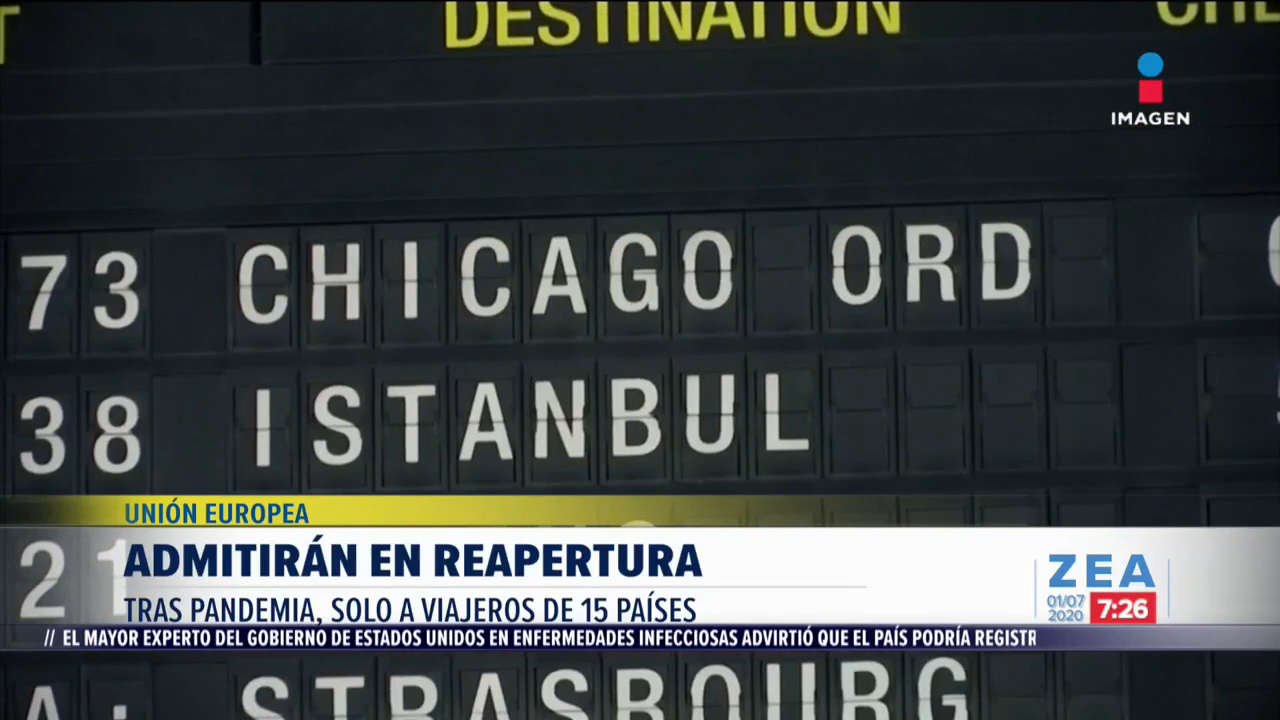 DESTINATION
IMAGEN
73 CHICAGO ORD
38 ISTANBUL
UNIÓN EUROPEA
21
ADMITIRÁN EN REAPERTURA
TRAS PANDEMIA, SOLO A VIAJEROS DE 15 PAÍSES
ZEA
01/07
2020
7:26
// EL MAYOR EXPERTO DEL GOBIERNO DE ESTADOS UNIDOS EN ENFERMEDADES INFECCIOSAS ADVIRTIÓ QUE EL PAÍS PODRÍA REGISTR
A: STRASBOURG